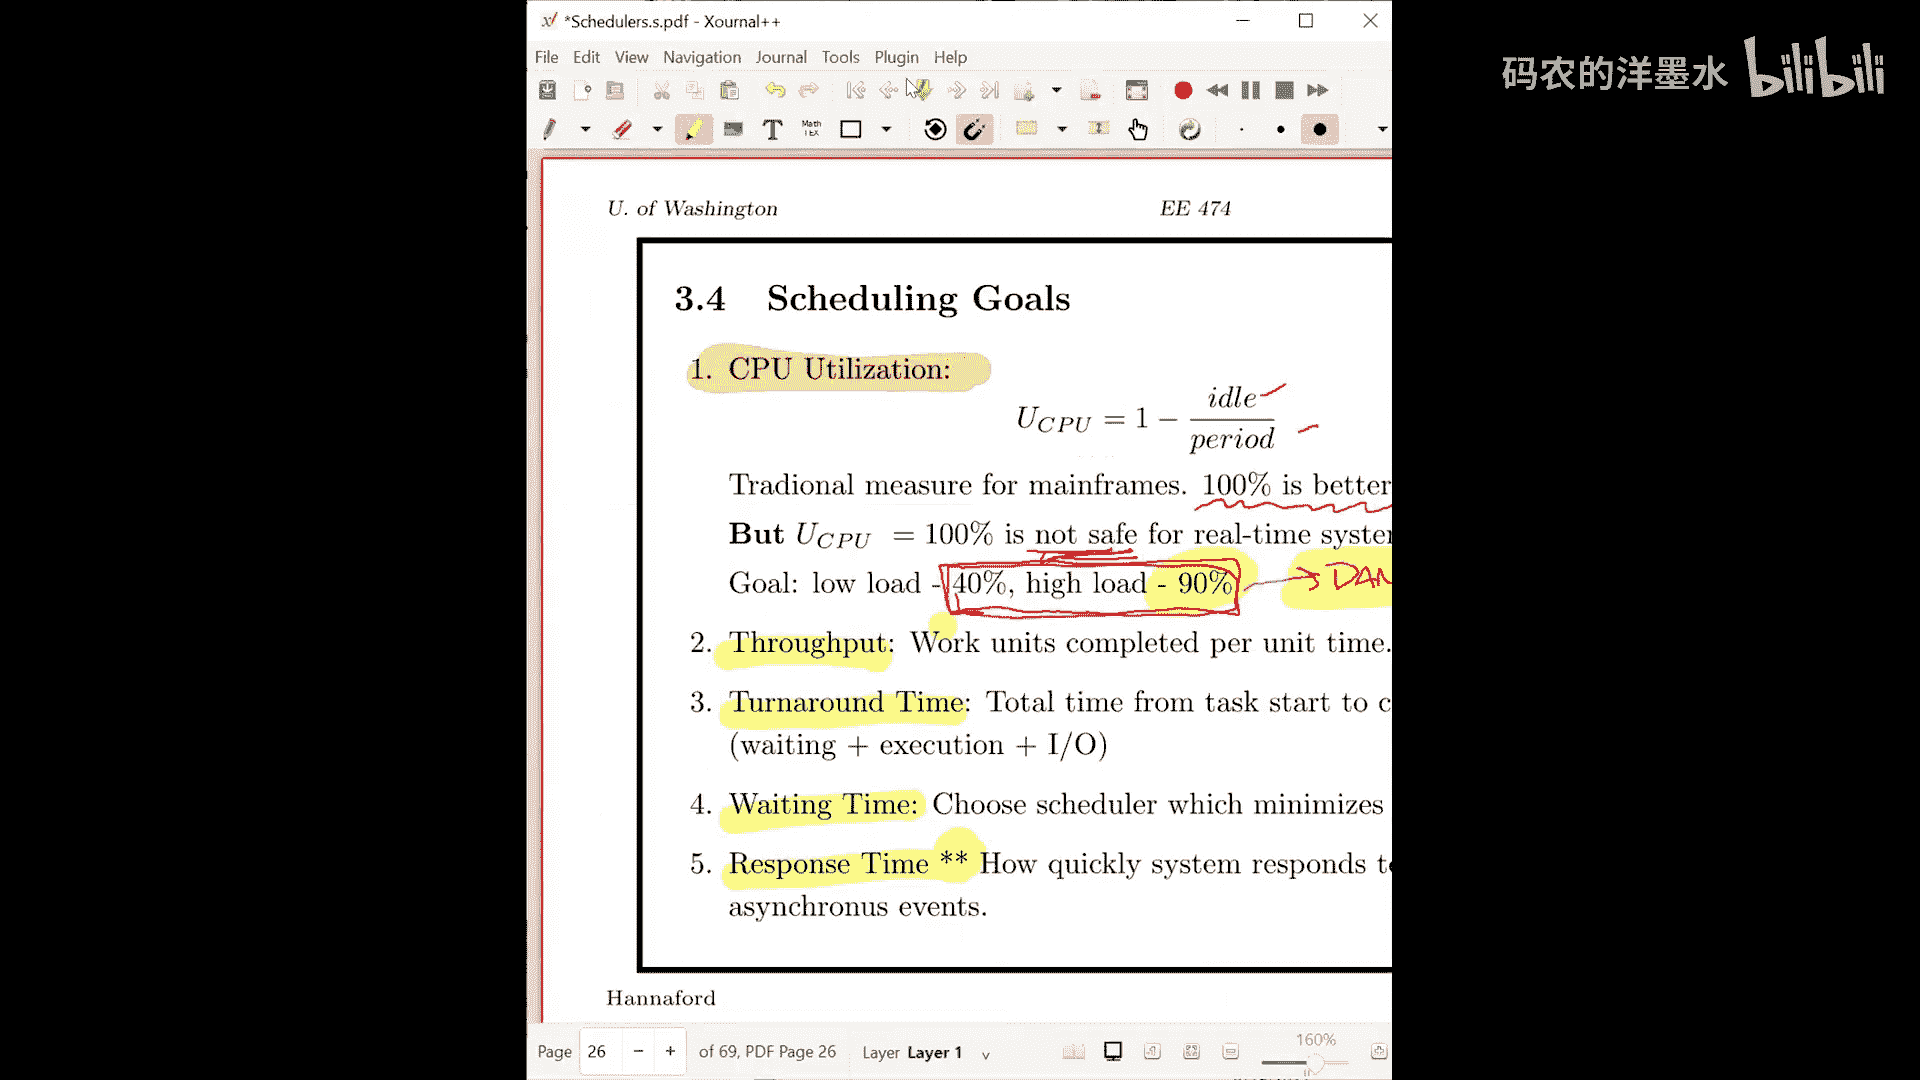 *Schedulers.s.pdf - Xournal++
码农的洋墨水 bilibili
File Edit View Navigation Journal Tools Plugin Help
T Math TEX
U. of Washington EE 474
3.4 Scheduling Goals
1. CPU Utilization:
U_CPU = 1 − idle/period
Tradional measure for mainframes. 100% is better
But U_CPU = 100% is not safe for real-time
Goal: low load - 40%, high load - 90%
2. Throughput: Work units completed per unit time.
3. Turnaround Time: Total time from task start to
(waiting + execution + I/O)
4. Waiting Time: Choose scheduler which minimizes
5. Response Time ** How quickly system responds
asynchronus events.
Hannaford
Page 26 − + of 69, PDF Page 26 Layer Layer 1 160%